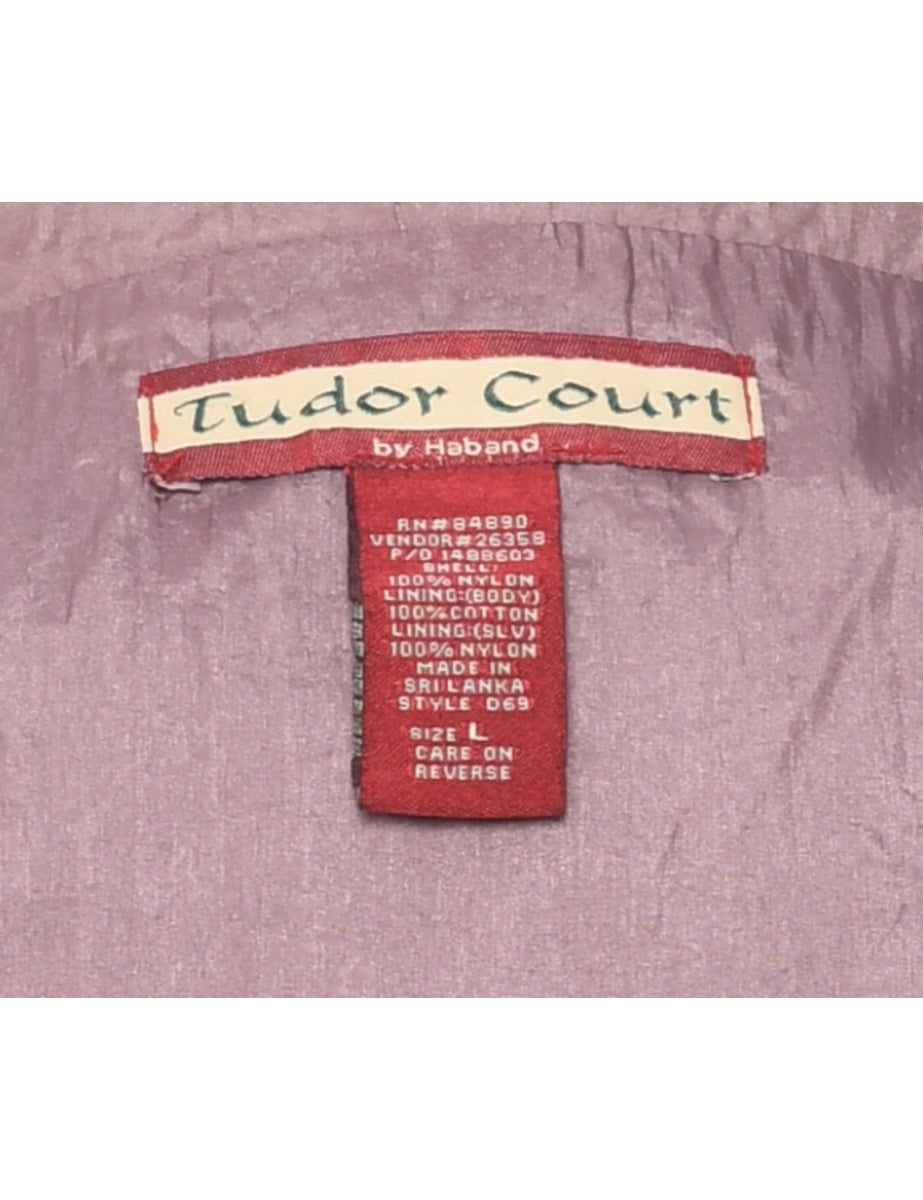 Tudor Court
by Haband
RN#84890
VENDOR#26358
P/O 1488603
SHELL:
100% NYLON
LINING:(BODY)
100% COTTON
LINING:(SLV)
100% NYLON
MADE IN
SRI LANKA
STYLE D69
SIZE L
CARE ON
REVERSE